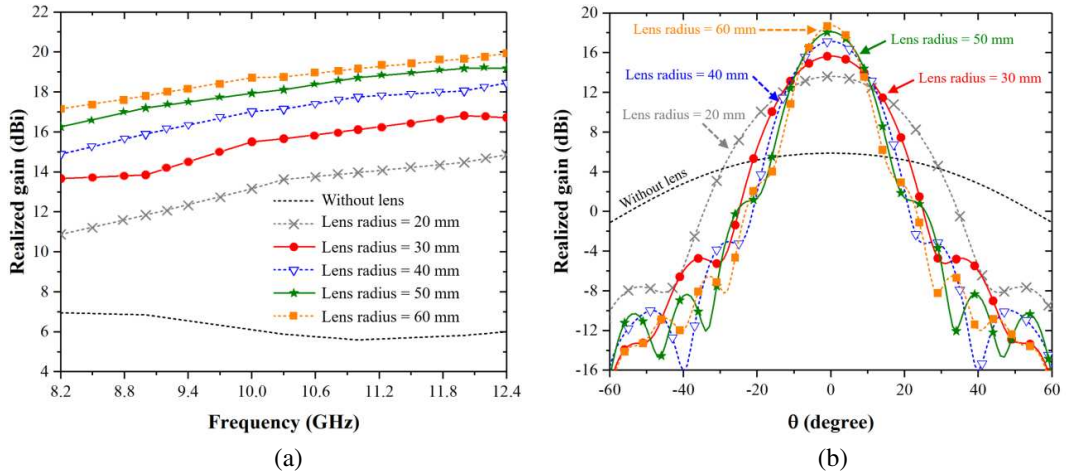 22
20
18
16
14
12
10
8
6
4
Realized gain (dBi)
Without lens
Lens radius = 20 mm
Lens radius = 30 mm
Lens radius = 40 mm
Lens radius = 50 mm
Lens radius = 60 mm
8.2 8.8 9.4 10.0 10.6 11.2 11.8 12.4
Frequency (GHz)
(a)
20
16
12
8
4
0
-4
-8
-12
-16
Realized gain (dBi)
Lens radius = 60 mm
Lens radius = 50 mm
Lens radius = 40 mm
Lens radius = 30 mm
Lens radius = 20 mm
Without lens
-60 -40 -20 0 20 40 60
θ (degree)
(b)